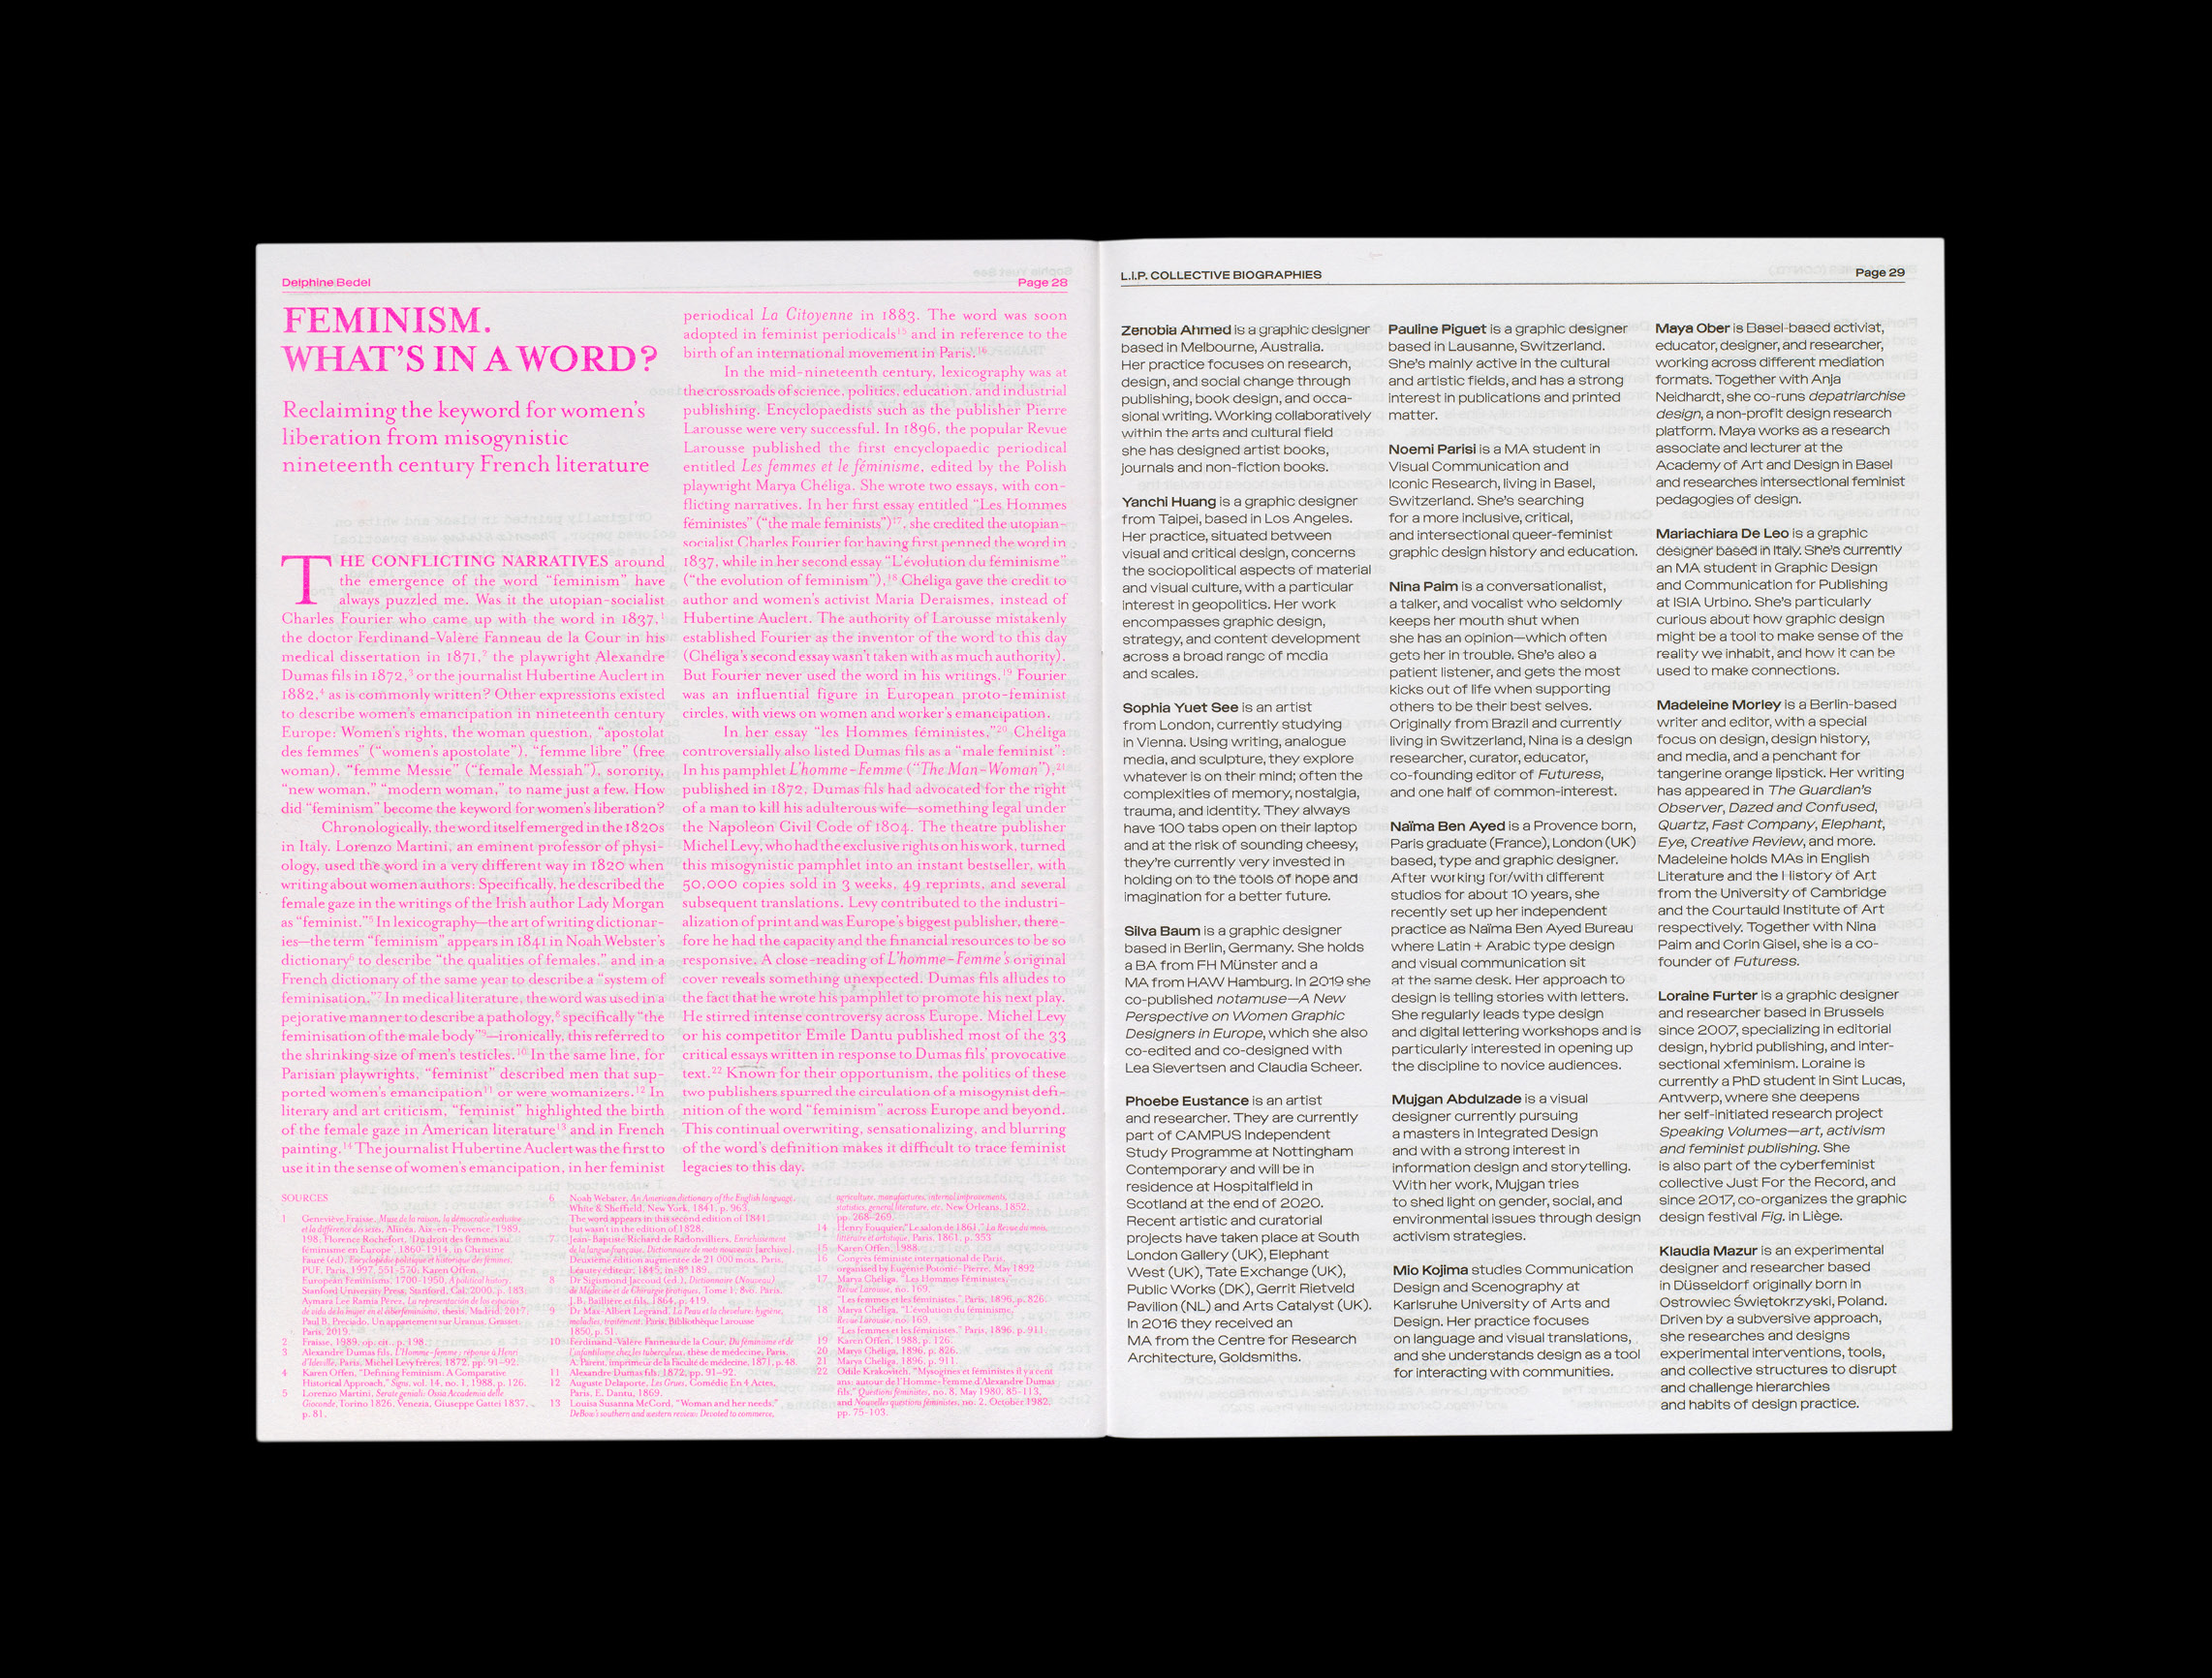 Delphine Bedel
Page 28
FEMINISM.
WHAT'S IN A WORD?
Reclaiming the keyword for women's
liberation from misogynistic
nineteenth century French literature
THE CONFLICTING NARRATIVES around
the emergence of the word “feminism” have
always puzzled me. Was it the utopian-socialist
Charles Fourier who came up with the word in 1837,¹
the doctor Ferdinand-Valère Fanneau de la Cour in his
medical dissertation in 1871,² the playwright Alexandre
Dumas fils in 1872,³ or the journalist Hubertine Auclert in
1882,⁴ as is commonly written? Other expressions existed
to describe women's emancipation in nineteenth century
Europe: Women's rights, the woman question, “apostolat
des femmes” (“women's apostolate”), “femme libre” (free
woman), “femme Messie” (“female Messiah”), sorority,
“new woman,” “modern woman,” to name just a few. How
did “feminism” become the keyword for women's liberation?
Chronologically, the word itself emerged in the 1820s
in Italy. Lorenzo Martini, an eminent professor of physi-
ology, used the word in a very different way in 1820 when
writing about women authors: Specifically, he described the
female gaze in the writings of the Irish author Lady Morgan
as “feminist.”⁵ In lexicography—the art of writing dictionar-
ies—the term “feminism” appears in 1841 in Noah Webster's
dictionary⁶ to describe “the qualities of females,” and in a
French dictionary of the same year to describe a “system of
feminisation.”⁷ In medical literature, the word was used in a
pejorative manner to describe a pathology,⁸ specifically “the
feminisation of the male body”⁹—ironically, this referred to
the shrinking size of men's testicles.¹⁰ In the same line, for
Parisian playwrights, “feminist” described men that sup-
ported women's emancipation¹¹ or were womanizers.¹² In
literary and art criticism, “feminist” highlighted the birth
of the female gaze in American literature¹³ and in French
painting.¹⁴ The journalist Hubertine Auclert was the first to
use it in the sense of women's emancipation, in her feminist
periodical La Citoyenne in 1883. The word was soon
adopted in feminist periodicals¹⁵ and in reference to the
birth of an international movement in Paris.¹⁶
In the mid-nineteenth century, lexicography was at
the crossroads of science, politics, education, and industrial
publishing. Encyclopaedists such as the publisher Pierre
Larousse were very successful. In 1896, the popular Revue
Larousse published the first encyclopaedic periodical
entitled Les femmes et le féminisme, edited by the Polish
playwright Marya Chéliga. She wrote two essays, with con-
flicting narratives. In her first essay entitled “Les Hommes
féministes” (“the male feminists”)¹⁷, she credited the utopian-
socialist Charles Fourier for having first penned the word in
1837, while in her second essay “L'évolution du féminisme”
(“the evolution of feminism”),¹⁸ Chéliga gave the credit to
author and women's activist Maria Deraismes, instead of
Hubertine Auclert. The authority of Larousse mistakenly
established Fourier as the inventor of the word to this day
(Chéliga's second essay wasn't taken with as much authority).
But Fourier never used the word in his writings.¹⁹ Fourier
was an influential figure in European proto-feminist
circles, with views on women and worker's emancipation.
In her essay “les Hommes féministes,”²⁰ Chéliga
controversially also listed Dumas fils as a “male feminist”:
In his pamphlet L'homme-Femme (“The Man-Woman”),²¹
published in 1872, Dumas fils had advocated for the right
of a man to kill his adulterous wife—something legal under
the Napoleon Civil Code of 1804. The theatre publisher
Michel Levy, who had the exclusive rights on his work, turned
this misogynistic pamphlet into an instant bestseller, with
50,000 copies sold in 3 weeks, 49 reprints, and several
subsequent translations. Levy contributed to the industri-
alization of print and was Europe's biggest publisher, there-
fore he had the capacity and the financial resources to be so
responsive. A close-reading of L'homme-Femme's original
cover reveals something unexpected. Dumas fils alludes to
the fact that he wrote his pamphlet to promote his next play.
He stirred intense controversy across Europe. Michel Levy
or his competitor Emile Dantu published most of the 33
critical essays written in response to Dumas fils' provocative
text.²² Known for their opportunism, the politics of these
two publishers spurred the circulation of a misogynist defi-
nition of the word “feminism” across Europe and beyond.
This continual overwriting, sensationalizing, and blurring
of the word's definition makes it difficult to trace feminist
legacies to this day.
SOURCES
1 Geneviève Fraisse, Muse de la raison, la démocratie exclusive
et la différence des sexes, Alinéa, Aix-en-Provence, 1989,
198; Florence Rochefort, ‘Du droit des femmes au
féminisme en Europe’, 1860-1914, in Christine
Fauré (ed), Encyclopédie politique et historique des femmes,
PUF, Paris, 1997, 551-570, Karen Offen,
European Feminisms, 1700-1950, A political history,
Stanford University Press, Stanford, Cal, 2000, p. 183;
Aymara Lee Ramia Pérez, La representación de los espacios
de vida de la mujer en el ciberfeminismo, thesis, Madrid, 2017;
Paul B. Preciado, Un appartement sur Uranus, Grasset,
Paris, 2019.
2 Fraisse, 1989, op. cit., p. 198.
3 Alexandre Dumas fils, L'Homme-femme; réponse à Henri
d'Ideville, Paris, Michel Levy frères, 1872, pp. 91-92.
4 Karen Offen, “Defining Feminism: A Comparative
Historical Approach,” Signs, vol. 14, no. 1, 1988, p. 126.
5 Lorenzo Martini, Serate geniali: Ossia Accademia delle
Gioconde, Torino 1826, Venezia, Giuseppe Gattei 1837,
p. 81.
6 Noah Webster, An American dictionary of the English language,
White & Sheffield, New York, 1841, p. 963.
The word appears in this second edition of 1841,
but wasn't in the edition of 1828.
7 Jean-Baptiste Richard de Radonvilliers, Enrichissement
de la langue française, Dictionnaire de mots nouveaux [archive],
Deuxième édition augmentée de 21 000 mots, Paris,
Léautey éditeur, 1845; in-8º 189.
8 Dr Sigismond Jaccoud (ed.), Dictionnaire (Nouveau)
de Médecine et de Chirurgie pratiques, Tome 1; 8vo. Paris,
J.B. Baillière et fils, 1864, p. 419.
9 Dr Max-Albert Legrand, La Peau et la chevelure: hygiène,
maladies, traitement, Paris, Bibliothèque Larousse
1850, p. 51.
10 Ferdinand-Valère Fanneau de la Cour, Du féminisme et de
l'infantilisme chez les tuberculeux, thèse de médecine, Paris,
A. Parent, imprimeur de la Faculté de médecine, 1871, p. 48.
11 Alexandre Dumas fils, 1872, pp. 91-92.
12 Auguste Delaporte, Les Grues, Comédie En 4 Actes,
Paris, E. Dantu, 1869.
13 Louisa Susanna McCord, “Woman and her needs,”
DeBow's southern and western review: Devoted to commerce,
agriculture, manufactures, internal improvements,
statistics, general literature, etc, New Orleans, 1852,
pp. 268-269.
14 Henry Fouquier, “Le salon de 1861,” La Revue du mois,
littéraire et artistique, Paris, 1861, p. 353
15 Karen Offen, 1988.
16 Congrès féministe international de Paris,
organised by Eugénie Potonié-Pierre, May 1892
17 Marya Chéliga, “Les Hommes Féministes,”
Revue Larousse, no. 169,
“Les femmes et les féministes,” Paris, 1896, p. 826.
18 Marya Chéliga, “L'évolution du féminisme,”
Revue Larousse, no. 169,
“Les femmes et les féministes,” Paris, 1896, p. 911.
19 Karen Offen, 1988, p. 126.
20 Marya Chéliga, 1896, p. 826.
21 Marya Chéliga, 1896, p. 911.
22 Odile Krakovitch, “Mysogines et féministes il y a cent
ans: autour de l'Homme-Femme d'Alexandre Dumas
fils,” Questions féministes, no. 8, May 1980, 85-113,
and Nouvelles questions féministes, no. 2, October 1982,
pp. 75-103.
L.I.P. COLLECTIVE BIOGRAPHIES
Page 29
Zenobia Ahmed is a graphic designer
based in Melbourne, Australia.
Her practice focuses on research,
design, and social change through
publishing, book design, and occa-
sional writing. Working collaboratively
within the arts and cultural field
she has designed artist books,
journals and non-fiction books.
Yanchi Huang is a graphic designer
from Taipei, based in Los Angeles.
Her practice, situated between
visual and critical design, concerns
the sociopolitical aspects of material
and visual culture, with a particular
interest in geopolitics. Her work
encompasses graphic design,
strategy, and content development
across a broad range of media
and scales.
Sophia Yuet See is an artist
from London, currently studying
in Vienna. Using writing, analogue
media, and sculpture, they explore
whatever is on their mind; often the
complexities of memory, nostalgia,
trauma, and identity. They always
have 100 tabs open on their laptop
and at the risk of sounding cheesy,
they're currently very invested in
holding on to the tools of hope and
imagination for a better future.
Silva Baum is a graphic designer
based in Berlin, Germany. She holds
a BA from FH Münster and a
MA from HAW Hamburg. In 2019 she
co-published notamuse—A New
Perspective on Women Graphic
Designers in Europe, which she also
co-edited and co-designed with
Lea Sievertsen and Claudia Scheer.
Phoebe Eustance is an artist
and researcher. They are currently
part of CAMPUS Independent
Study Programme at Nottingham
Contemporary and will be in
residence at Hospitalfield in
Scotland at the end of 2020.
Recent artistic and curatorial
projects have taken place at South
London Gallery (UK), Elephant
West (UK), Tate Exchange (UK),
Public Works (DK), Gerrit Rietveld
Pavilion (NL) and Arts Catalyst (UK).
In 2016 they received an
MA from the Centre for Research
Architecture, Goldsmiths.
Pauline Piguet is a graphic designer
based in Lausanne, Switzerland.
She's mainly active in the cultural
and artistic fields, and has a strong
interest in publications and printed
matter.
Noemi Parisi is a MA student in
Visual Communication and
Iconic Research, living in Basel,
Switzerland. She's searching
for a more inclusive, critical,
and intersectional queer-feminist
graphic design history and education.
Nina Paim is a conversationalist,
a talker, and vocalist who seldomly
keeps her mouth shut when
she has an opinion—which often
gets her in trouble. She's also a
patient listener, and gets the most
kicks out of life when supporting
others to be their best selves.
Originally from Brazil and currently
living in Switzerland, Nina is a design
researcher, curator, educator,
co-founding editor of Futuress,
and one half of common-interest.
Naïma Ben Ayed is a Provence born,
Paris graduate (France), London (UK)
based, type and graphic designer.
After working for/with different
studios for about 10 years, she
recently set up her independent
practice as Naïma Ben Ayed Bureau
where Latin + Arabic type design
and visual communication sit
at the same desk. Her approach to
design is telling stories with letters.
She regularly leads type design
and digital lettering workshops and is
particularly interested in opening up
the discipline to novice audiences.
Mujgan Abdulzade is a visual
designer currently pursuing
a masters in Integrated Design
and with a strong interest in
information design and storytelling.
With her work, Mujgan tries
to shed light on gender, social, and
environmental issues through design
activism strategies.
Mio Kojima studies Communication
Design and Scenography at
Karlsruhe University of Arts and
Design. Her practice focuses
on language and visual translations,
and she understands design as a tool
for interacting with communities.
Maya Ober is Basel-based activist,
educator, designer, and researcher,
working across different mediation
formats. Together with Anja
Neidhardt, she co-runs depatriarchise
design, a non-profit design research
platform. Maya works as a research
associate and lecturer at the
Academy of Art and Design in Basel
and researches intersectional feminist
pedagogies of design.
Mariachiara De Leo is a graphic
designer based in Italy. She's currently
an MA student in Graphic Design
and Communication for Publishing
at ISIA Urbino. She's particularly
curious about how graphic design
might be a tool to make sense of the
reality we inhabit, and how it can be
used to make connections.
Madeleine Morley is a Berlin-based
writer and editor, with a special
focus on design, design history,
and media, and a penchant for
tangerine orange lipstick. Her writing
has appeared in The Guardian's
Observer, Dazed and Confused,
Quartz, Fast Company, Elephant,
Eye, Creative Review, and more.
Madeleine holds MAs in English
Literature and the History of Art
from the University of Cambridge
and the Courtauld Institute of Art
respectively. Together with Nina
Paim and Corin Gisel, she is a co-
founder of Futuress.
Loraine Furter is a graphic designer
and researcher based in Brussels
since 2007, specializing in editorial
design, hybrid publishing, and inter-
sectional xfeminism. Loraine is
currently a PhD student in Sint Lucas,
Antwerp, where she deepens
her self-initiated research project
Speaking Volumes—art, activism
and feminist publishing. She
is also part of the cyberfeminist
collective Just For the Record, and
since 2017, co-organizes the graphic
design festival Fig. in Liège.
Klaudia Mazur is an experimental
designer and researcher based
in Düsseldorf originally born in
Ostrowiec Świętokrzyski, Poland.
Driven by a subversive approach,
she researches and designs
experimental interventions, tools,
and collective structures to disrupt
and challenge hierarchies
and habits of design practice.